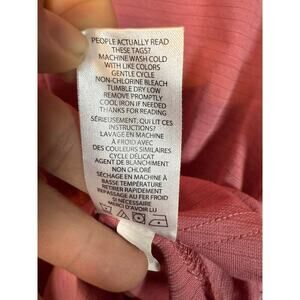 PEOPLE ACTUALLY READ
THESE TAGS?
MACHINE WASH COLD
WITH LIKE COLORS
GENTLE CYCLE
NON-CHLORINE BLEACH
TUMBLE DRY LOW
REMOVE PROMPTLY
COOL IRON IF NEEDED
THANKS FOR READING
SÉRIEUSEMENT, QUI LIT CES
INSTRUCTIONS?
LAVAGE EN MACHINE
À FROID AVEC
DES COULEURS SIMILAIRES
CYCLE DÉLICAT
AGENT DE BLANCHIMENT
NON CHLORÉ
SÉCHAGE EN MACHINE À
BASSE TEMPÉRATURE
RETIRER RAPIDEMENT
REPASSAGE AU FER FROID
SI NÉCESSAIRE
MERCI D'AVOIR LU